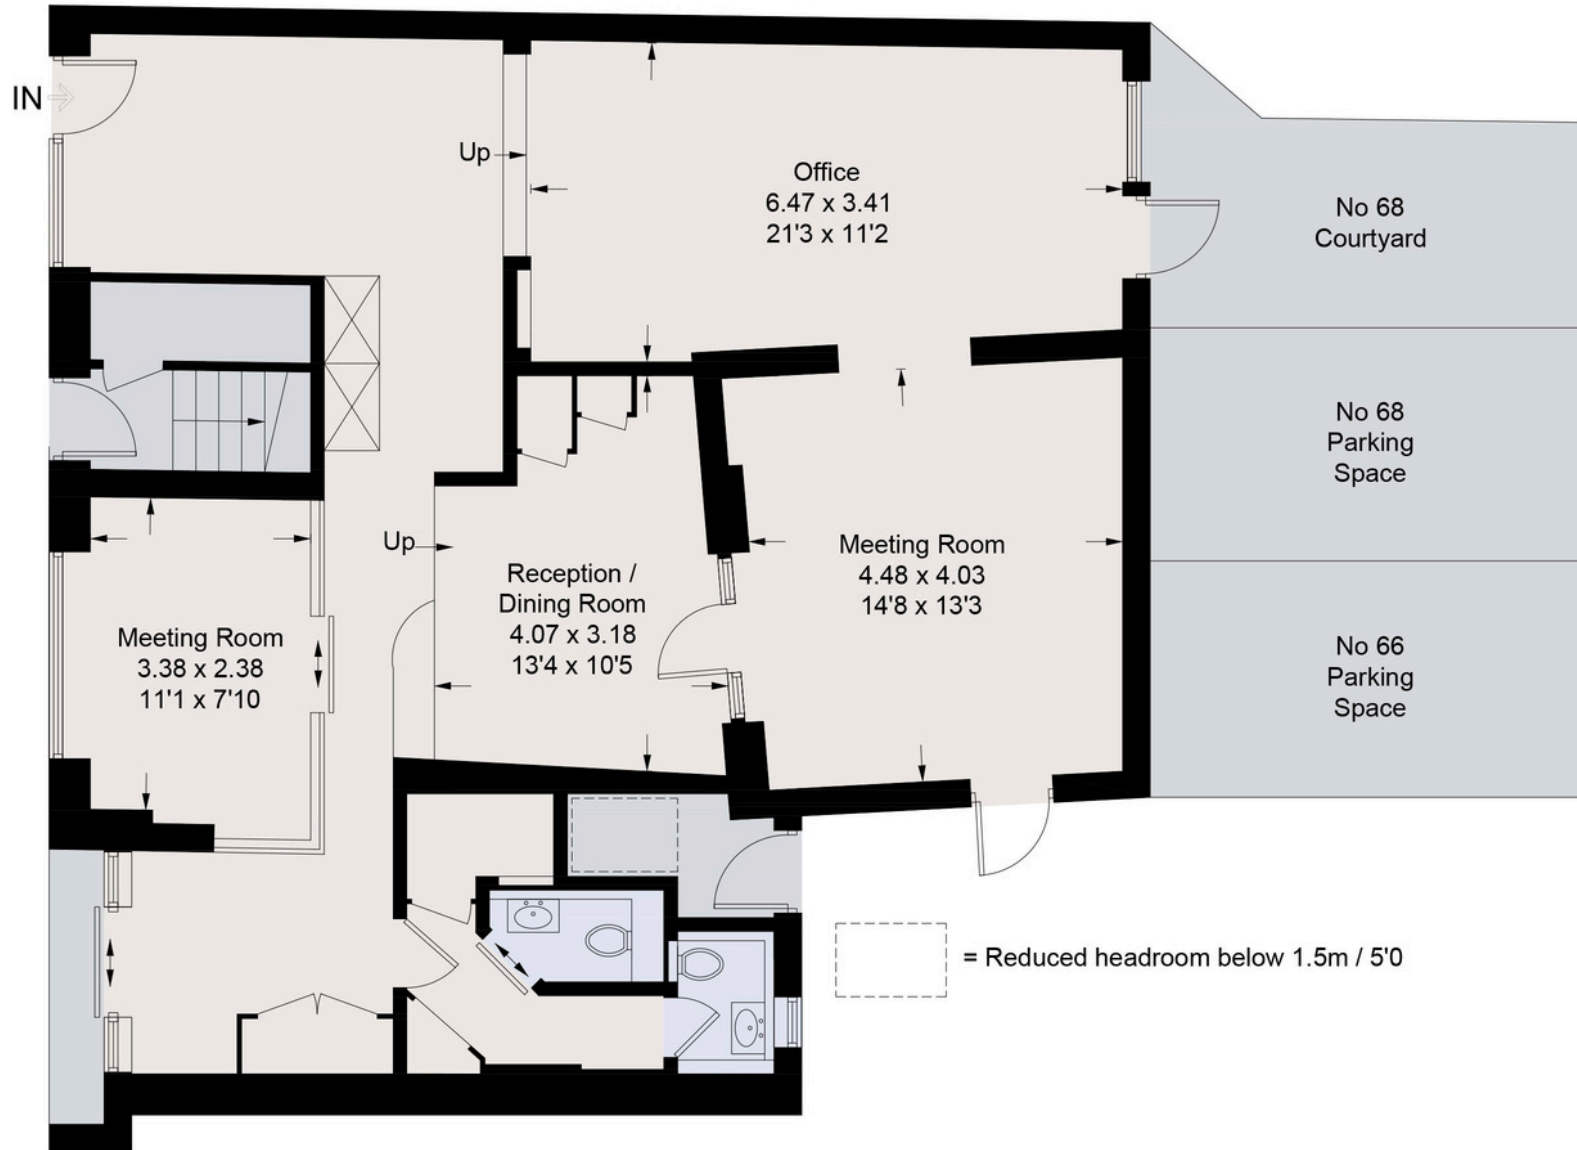 IN
Up
Office
6.47 x 3.41
21'3 x 11'2
No 68
Courtyard
No 68
Parking
Space
Up
Reception /
Dining Room
4.07 x 3.18
13'4 x 10'5
Meeting Room
4.48 x 4.03
14'8 x 13'3
Meeting Room
3.38 x 2.38
11'1 x 7'10
No 66
Parking
Space
= Reduced headroom below 1.5m / 5'0